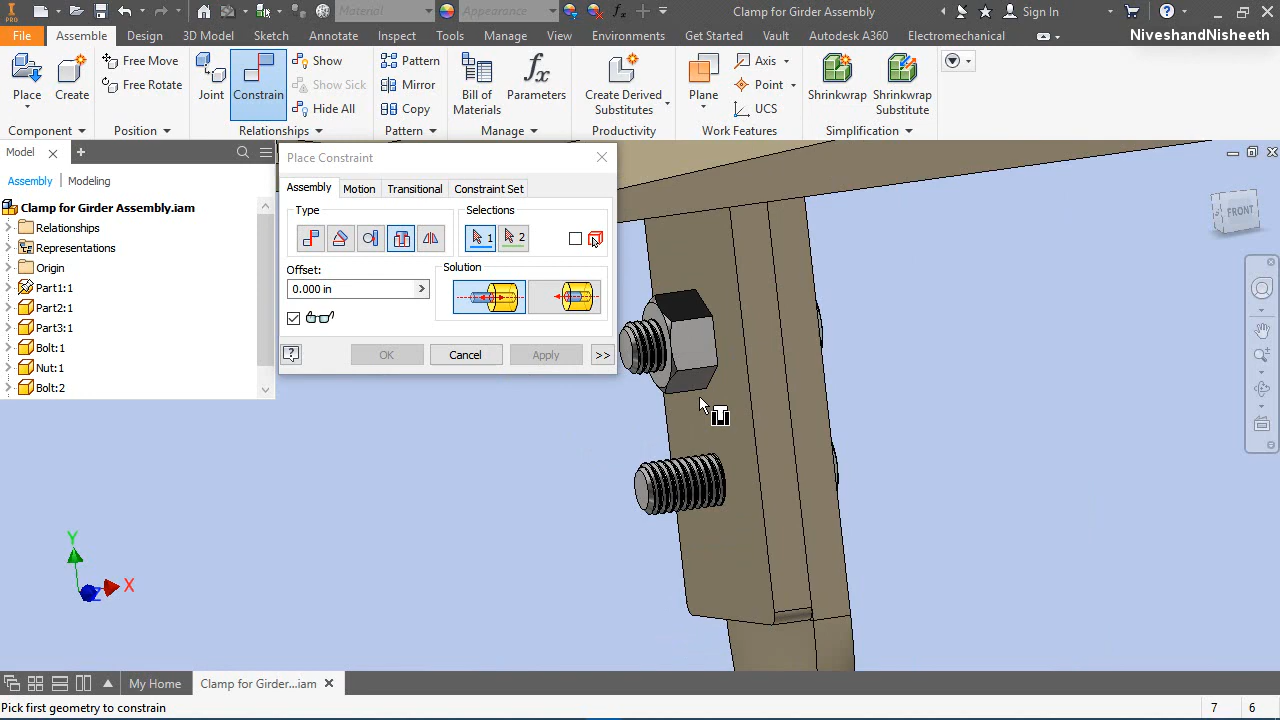 PRO
Material
Appearance
Clamp for Girder Assembly
Sign In
File
Assemble
Design
3D Model
Sketch
Annotate
Inspect
Tools
Manage
View
Environments
Get Started
Vault
Autodesk A360
Electromechanical
NiveshandNisheeth
Place
Create
Free Move
Free Rotate
Joint
Constrain
Show
Show Sick
Hide All
Pattern
Mirror
Copy
Bill of
Materials
fx
Parameters
Create Derived
Substitutes
Plane
Axis
Point
UCS
Shrinkwrap
Shrinkwrap
Substitute
Component
Position
Relationships
Pattern
Manage
Productivity
Work Features
Simplification
Model
Assembly
Modeling
Clamp for Girder Assembly.iam
Relationships
Representations
Origin
Part1:1
Part2:1
Part3:1
Bolt:1
Nut:1
Bolt:2
Place Constraint
Assembly
Motion
Transitional
Constraint Set
Type
Selections
1
2
Offset:
0.000 in
Solution
OK
Cancel
Apply
>>
FRONT
Y
X
Z
My Home
Clamp for Girder...iam
Pick first geometry to constrain
7
6